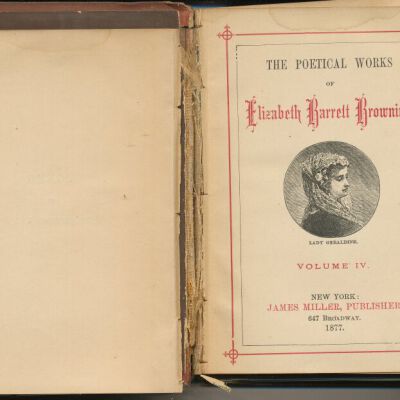 THE POETICAL WORKS
OF
Elizabeth Barrett Brownin
LADY GERALDINE.
VOLUME IV.
NEW YORK:
JAMES MILLER, PUBLISHER
647 BROADWAY.
1877.